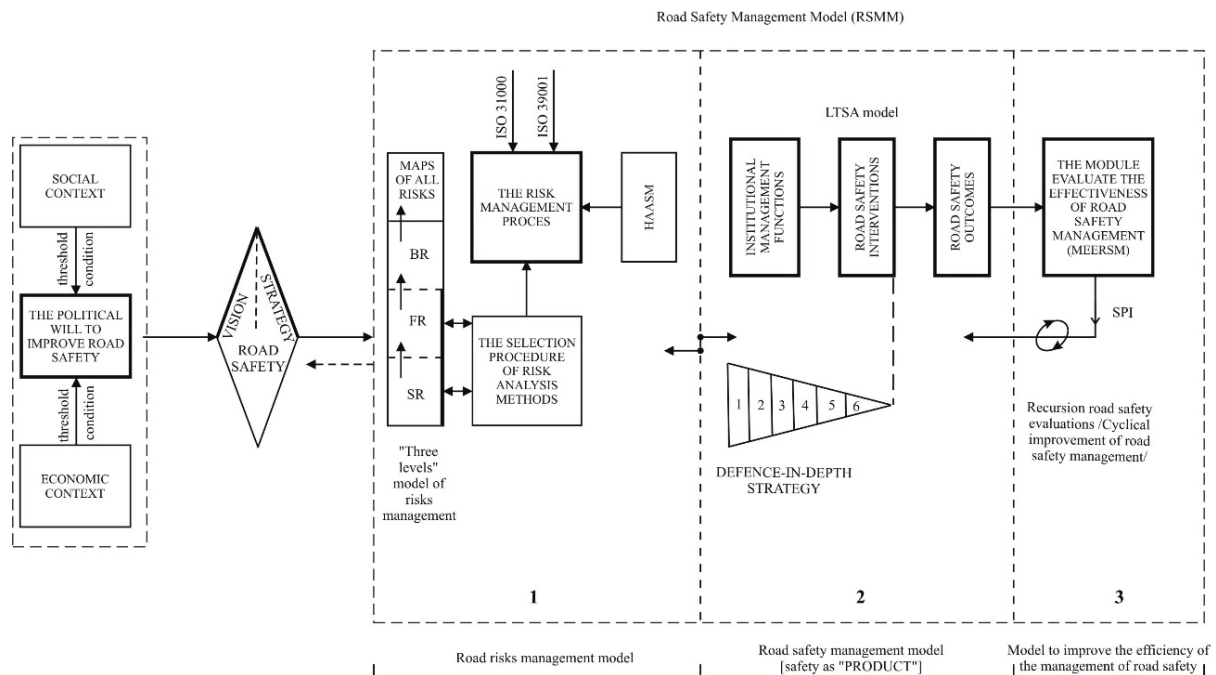 Road Safety Management Model (RSMM)
SOCIAL
CONTEXT
threshold
condition
THE POLITICAL
WILL TO
IMPROVE ROAD
SAFETY
threshold
condition
ECONOMIC
CONTEXT
VISION
STRATEGY
ROAD
SAFETY
ISO 31000
ISO 39001
MAPS
OF ALL
RISKS
BR
FR
SR
"Three
levels"
model of
risks
management
THE RISK
MANAGEMENT
PROCES
HAASM
THE SELECTION
PROCEDURE
OF RISK
ANALYSIS
METHODS
1
Road risks management model
LTSA model
INSTITUTIONAL
MANAGEMENT
FUNCTIONS
ROAD SAFETY
INTERVENTIONS
ROAD SAFETY
OUTCOMES
1 2 3 4 5 6
DEFENCE-IN-DEPTH
STRATEGY
2
Road safety management model
[safety as "PRODUCT"]
THE MODULE
EVALUATE THE
EFFECTIVENESS
OF ROAD
SAFETY
MANAGEMENT
(MEERSM)
SPI
Recursion road safety
evaluations /Cyclical
improvement of road
safety management/
3
Model to improve the efficiency of
the management of road safety